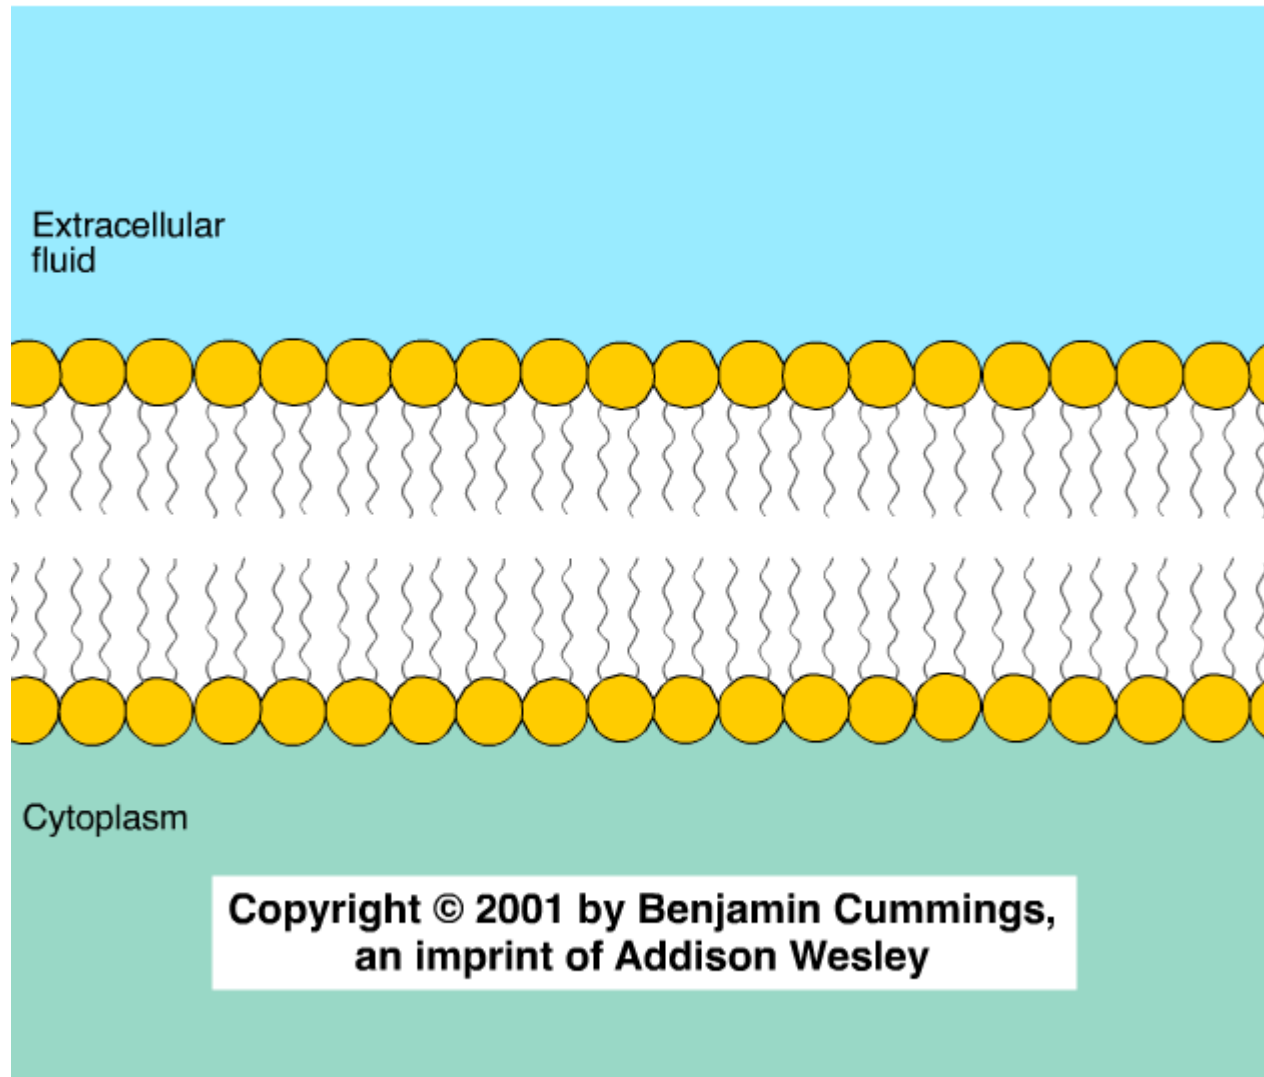 Extracellular
fluid
Cytoplasm
Copyright © 2001 by Benjamin Cummings,
an imprint of Addison Wesley